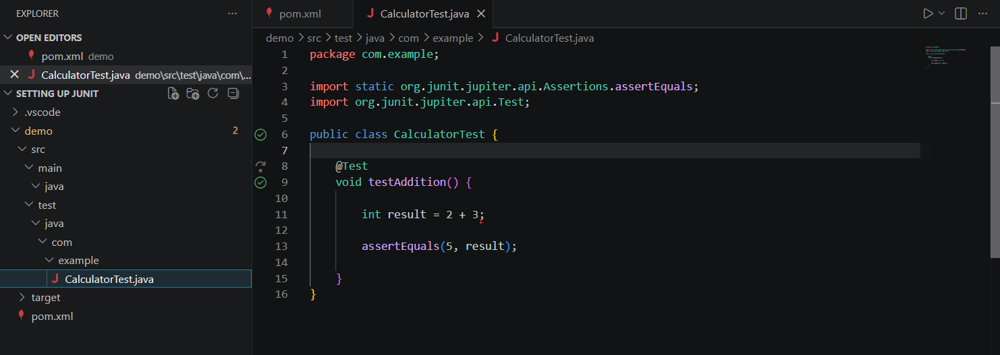 EXPLORER ...
OPEN EDITORS
pom.xml demo
CalculatorTest.java demo\src\test\java\com\...
SETTING UP JUNIT
.vscode
demo 2
src
main
java
test
java
com
example
CalculatorTest.java
target
pom.xml
pom.xml CalculatorTest.java
demo > src > test > java > com > example > CalculatorTest.java
1 package com.example;
2
3 import static org.junit.jupiter.api.Assertions.assertEquals;
4 import org.junit.jupiter.api.Test;
5
6 public class CalculatorTest {
7
8 @Test
9 void testAddition() {
10
11 int result = 2 + 3;
12
13 assertEquals(5, result);
14
15 }
16 }